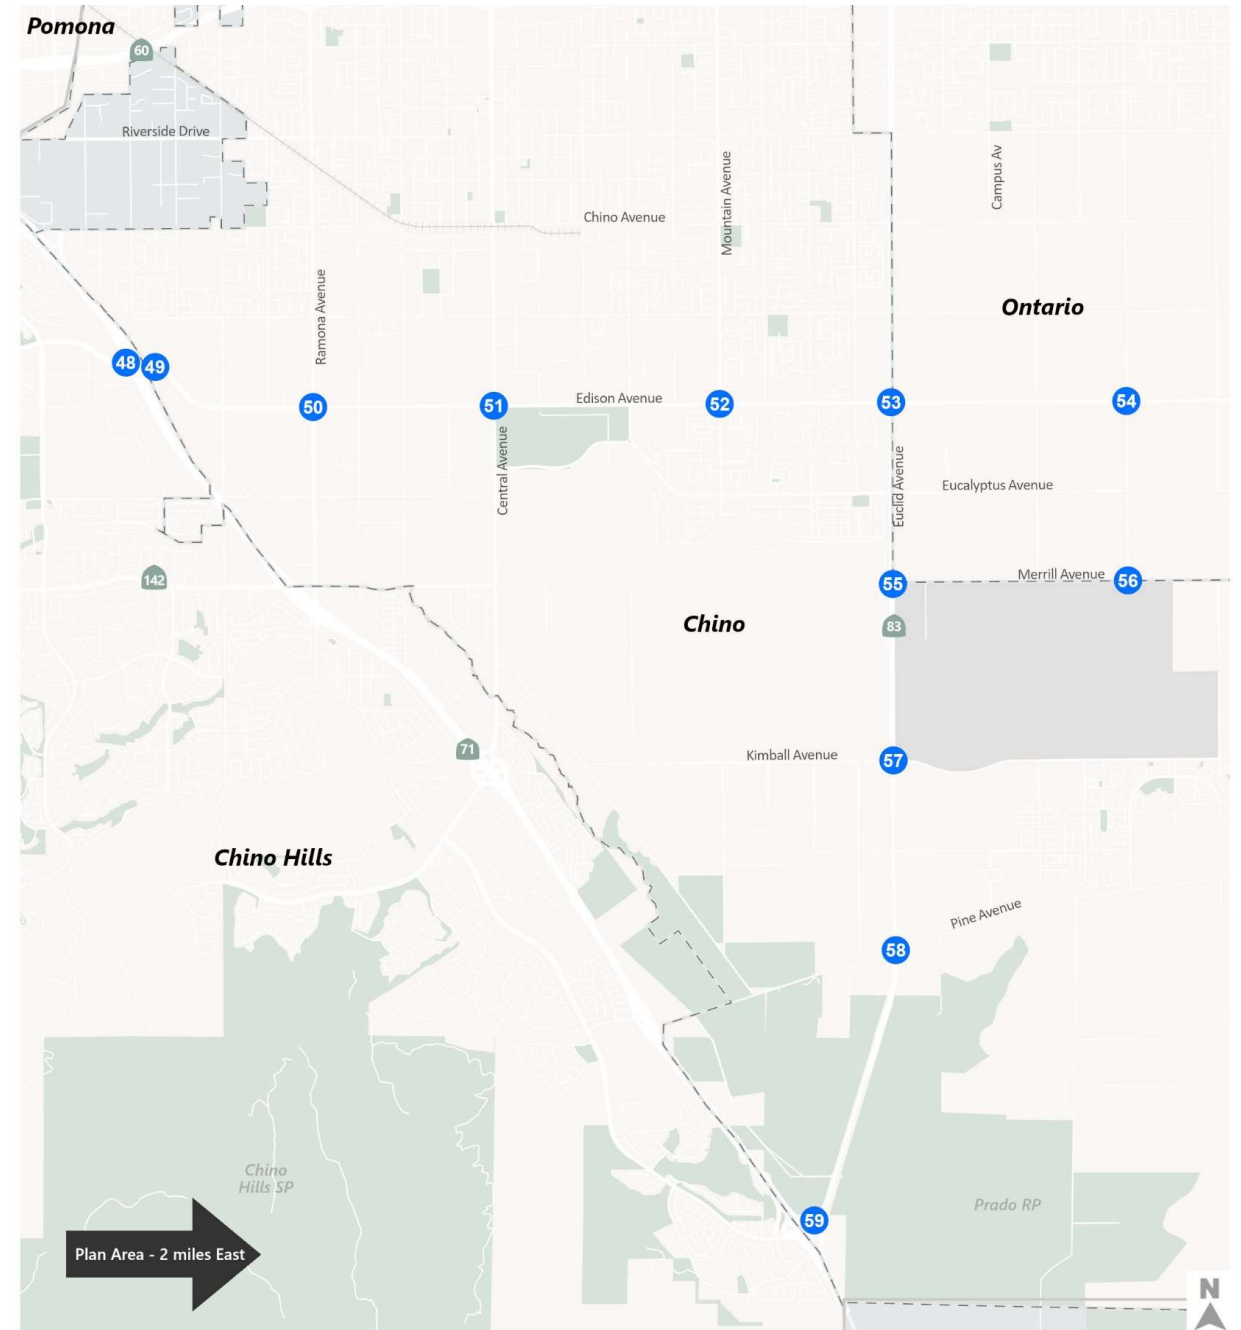 Pomona
60
Riverside Drive
Campus Av
Mountain Avenue
Chino Avenue
Ramona Avenue
Ontario
48
49
50
51
Edison Avenue
52
53
54
Central Avenue
Euclid Avenue
Eucalyptus Avenue
142
55
Merrill Avenue
56
Chino
83
71
Kimball Avenue
57
Chino Hills
Pine Avenue
58
Chino
Hills SP
Prado RP
59
Plan Area - 2 miles East
N